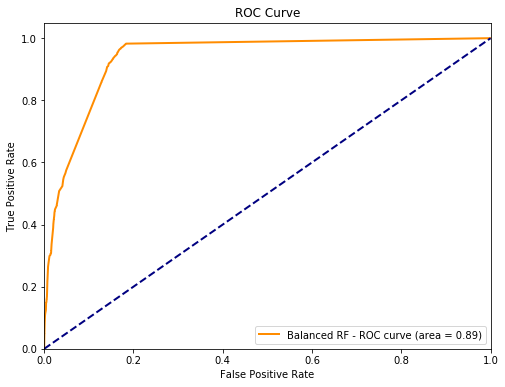 ROC Curve
True Positive Rate
1.0
0.8
0.6
0.4
0.2
0.0
Balanced RF - ROC curve (area = 0.89)
0.0 0.2 0.4 0.6 0.8 1.0
False Positive Rate